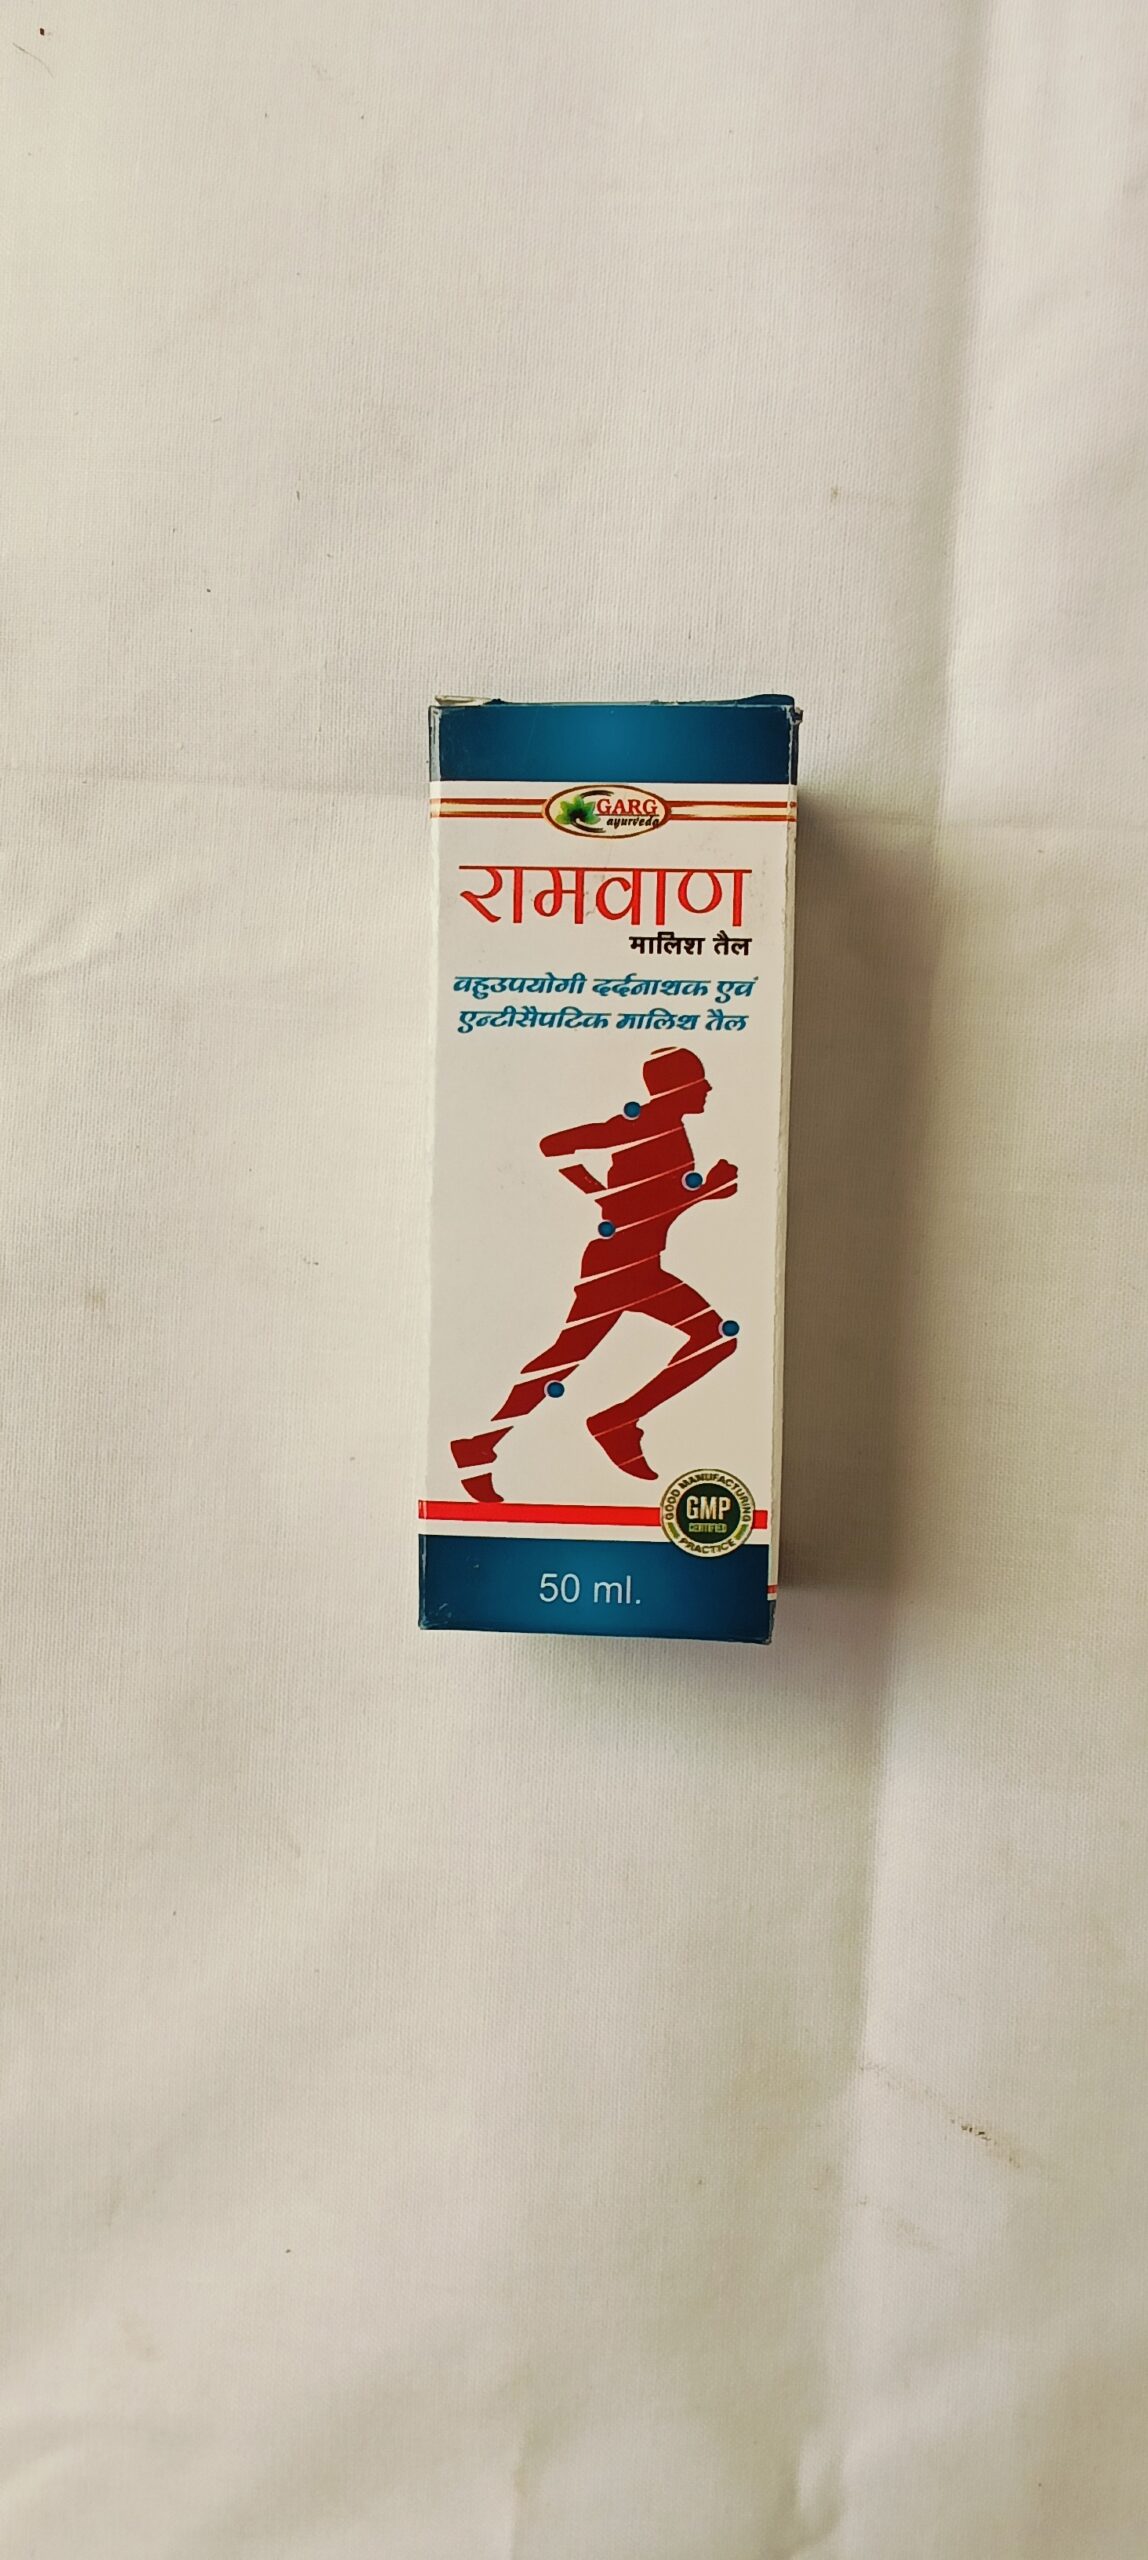 GARG
ayurveda
रामवाण
मालिश तैल
वहुउपयोगी दर्दनाशक एवं
एन्टीसैपटिक मालिश तैल
GOOD MANUFACTURING
GMP
CERTIFIED
PRACTICE
50 ml.